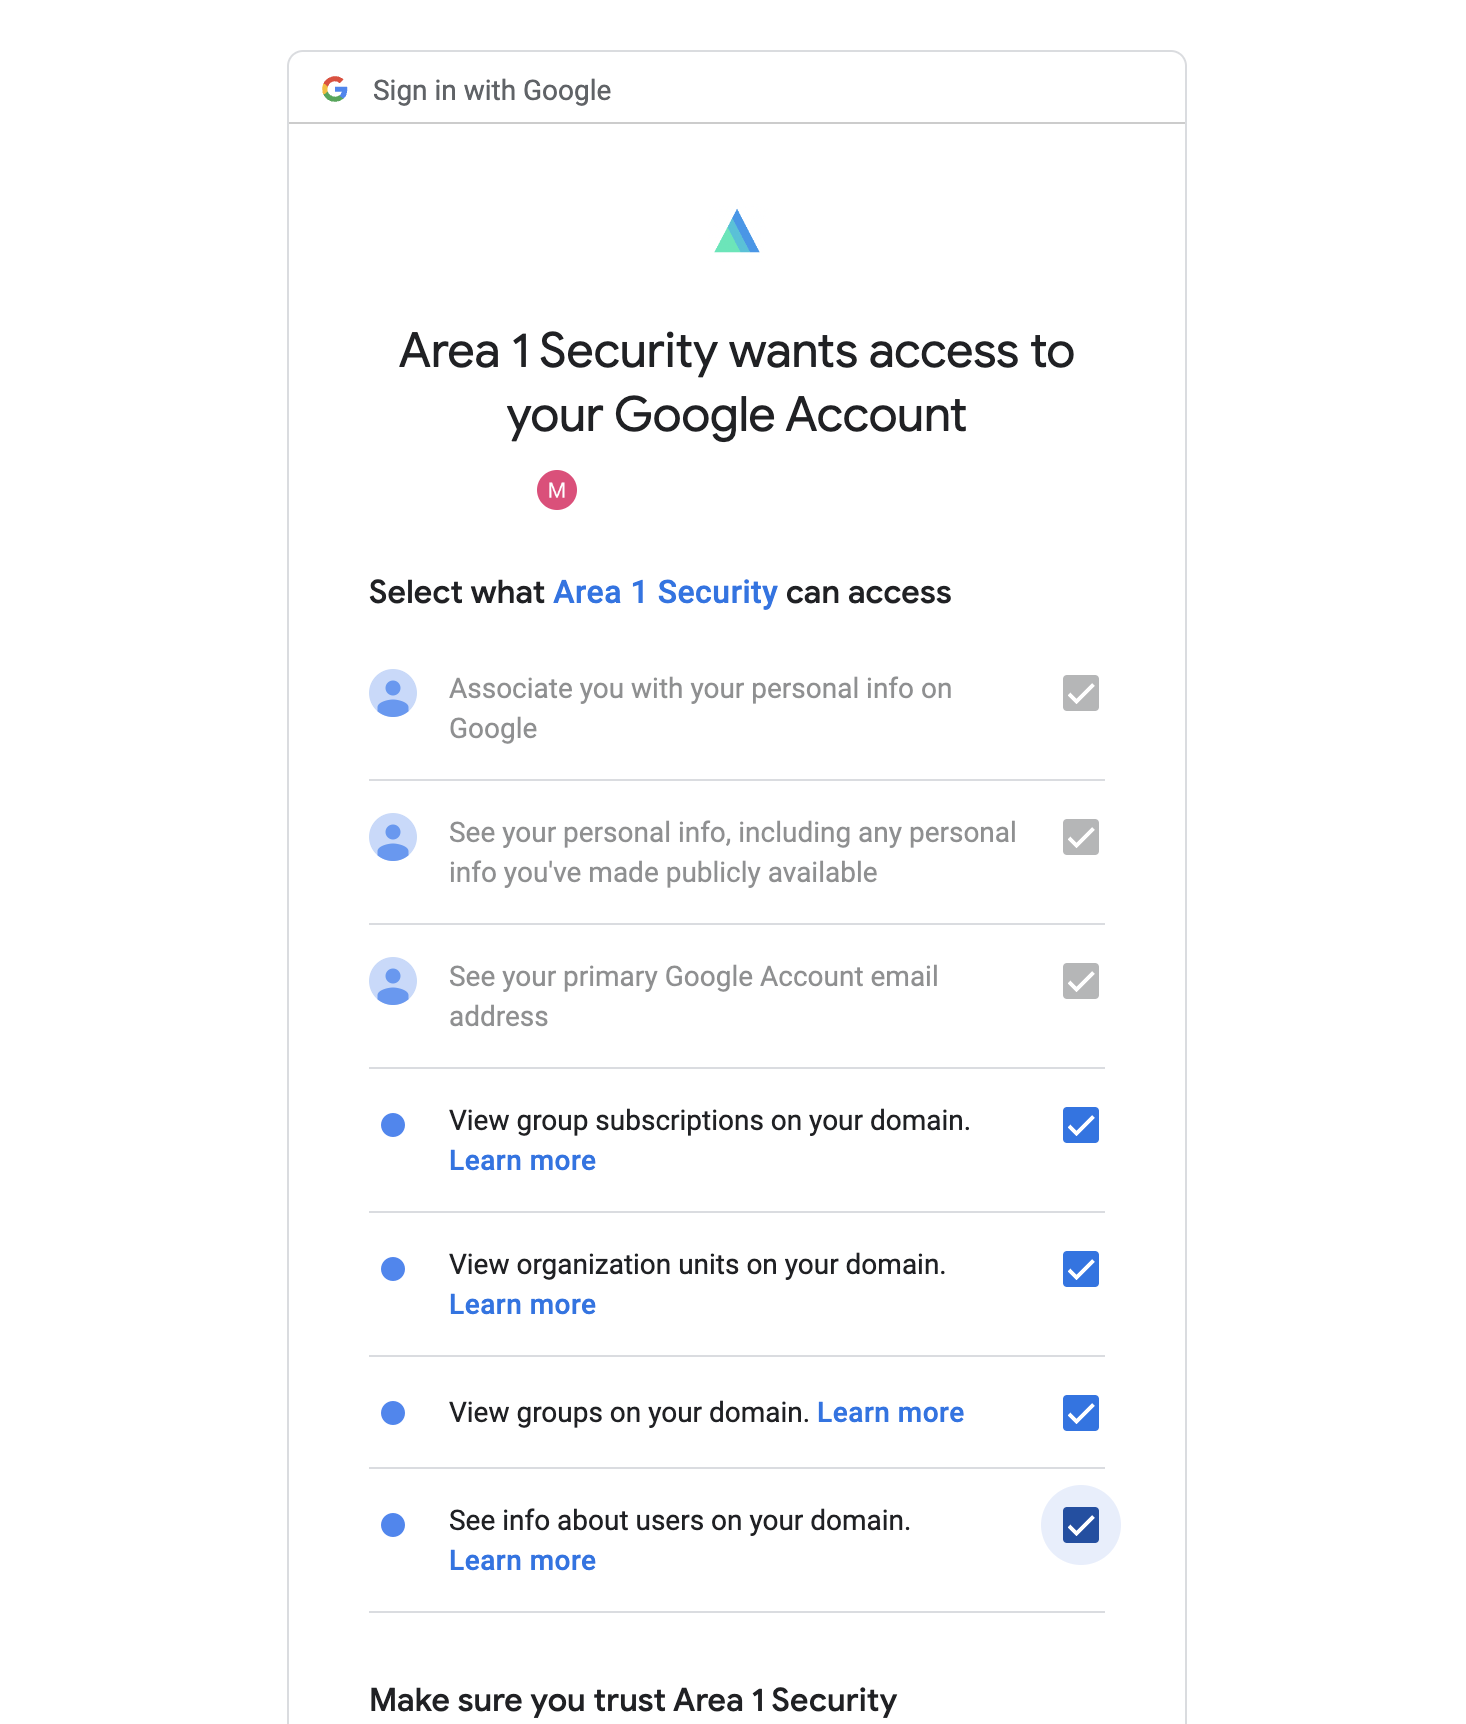 Sign in with Google
Area 1 Security wants access to
your Google Account
M
Select what Area 1 Security can access
Associate you with your personal info on
Google
See your personal info, including any personal
info you've made publicly available
See your primary Google Account email
address
View group subscriptions on your domain.
Learn more
View organization units on your domain.
Learn more
View groups on your domain. Learn more
See info about users on your domain.
Learn more
Make sure you trust Area 1 Security